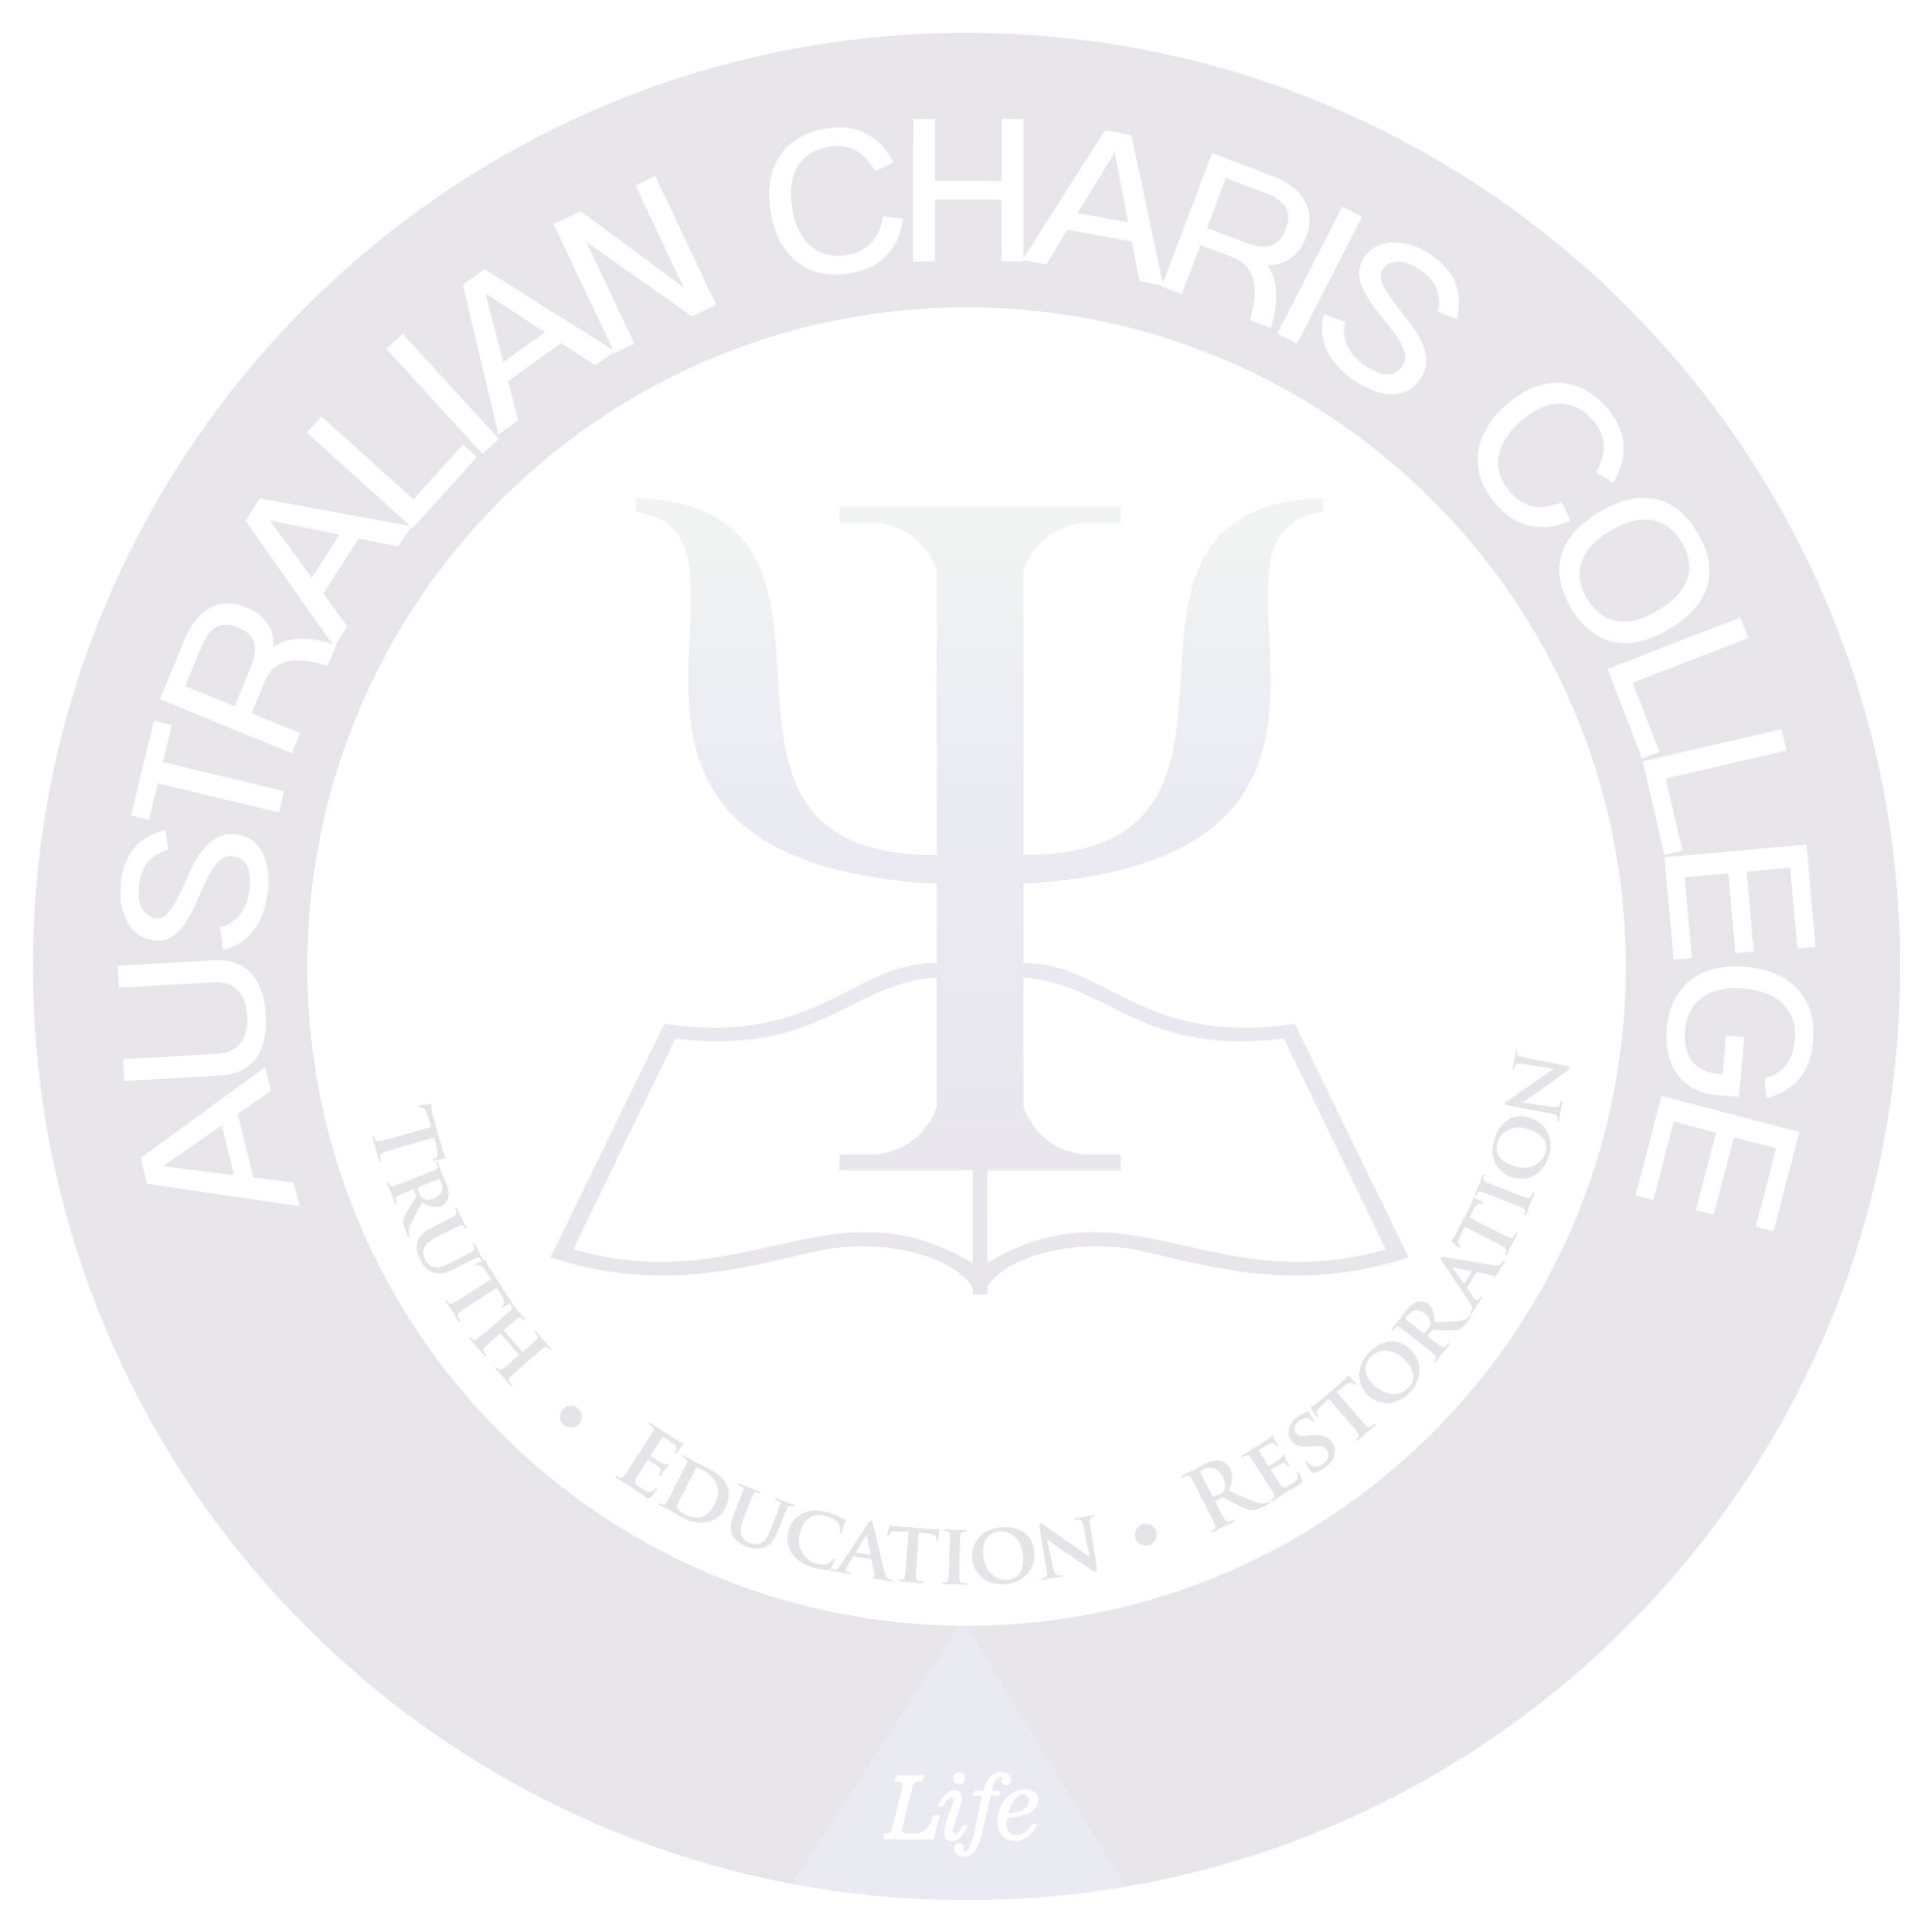 AUSTRALIAN CHARIS COLLEGE
Ψ
TRUTH • EDUCATION • RESTORATION
Life